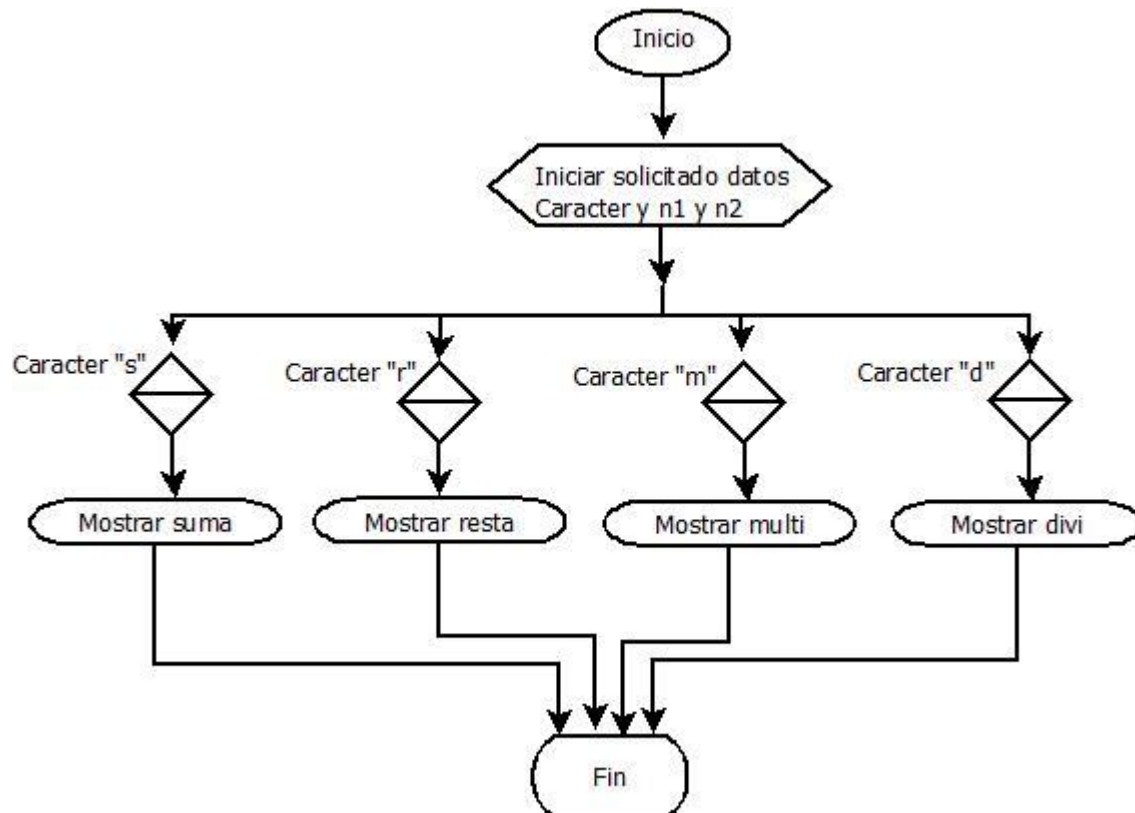 Inicio
Iniciar solicitado datos
Caracter y n1 y n2
Caracter "s"
Caracter "r"
Caracter "m"
Caracter "d"
Mostrar suma
Mostrar resta
Mostrar multi
Mostrar divi
Fin